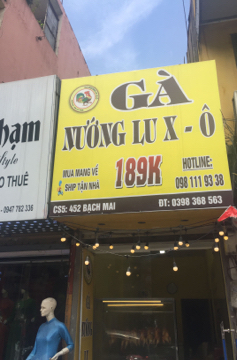 GÀ
NƯỚNG LU X - Ô
MUA MANG VỀ
SHIP TẬN NHÀ
189K
HOTLINE:
098 111 93 38
CS5: 452 BẠCH MAI
ĐT: 0398 368 563
hạm
Style
O THUÊ
0947 762 336